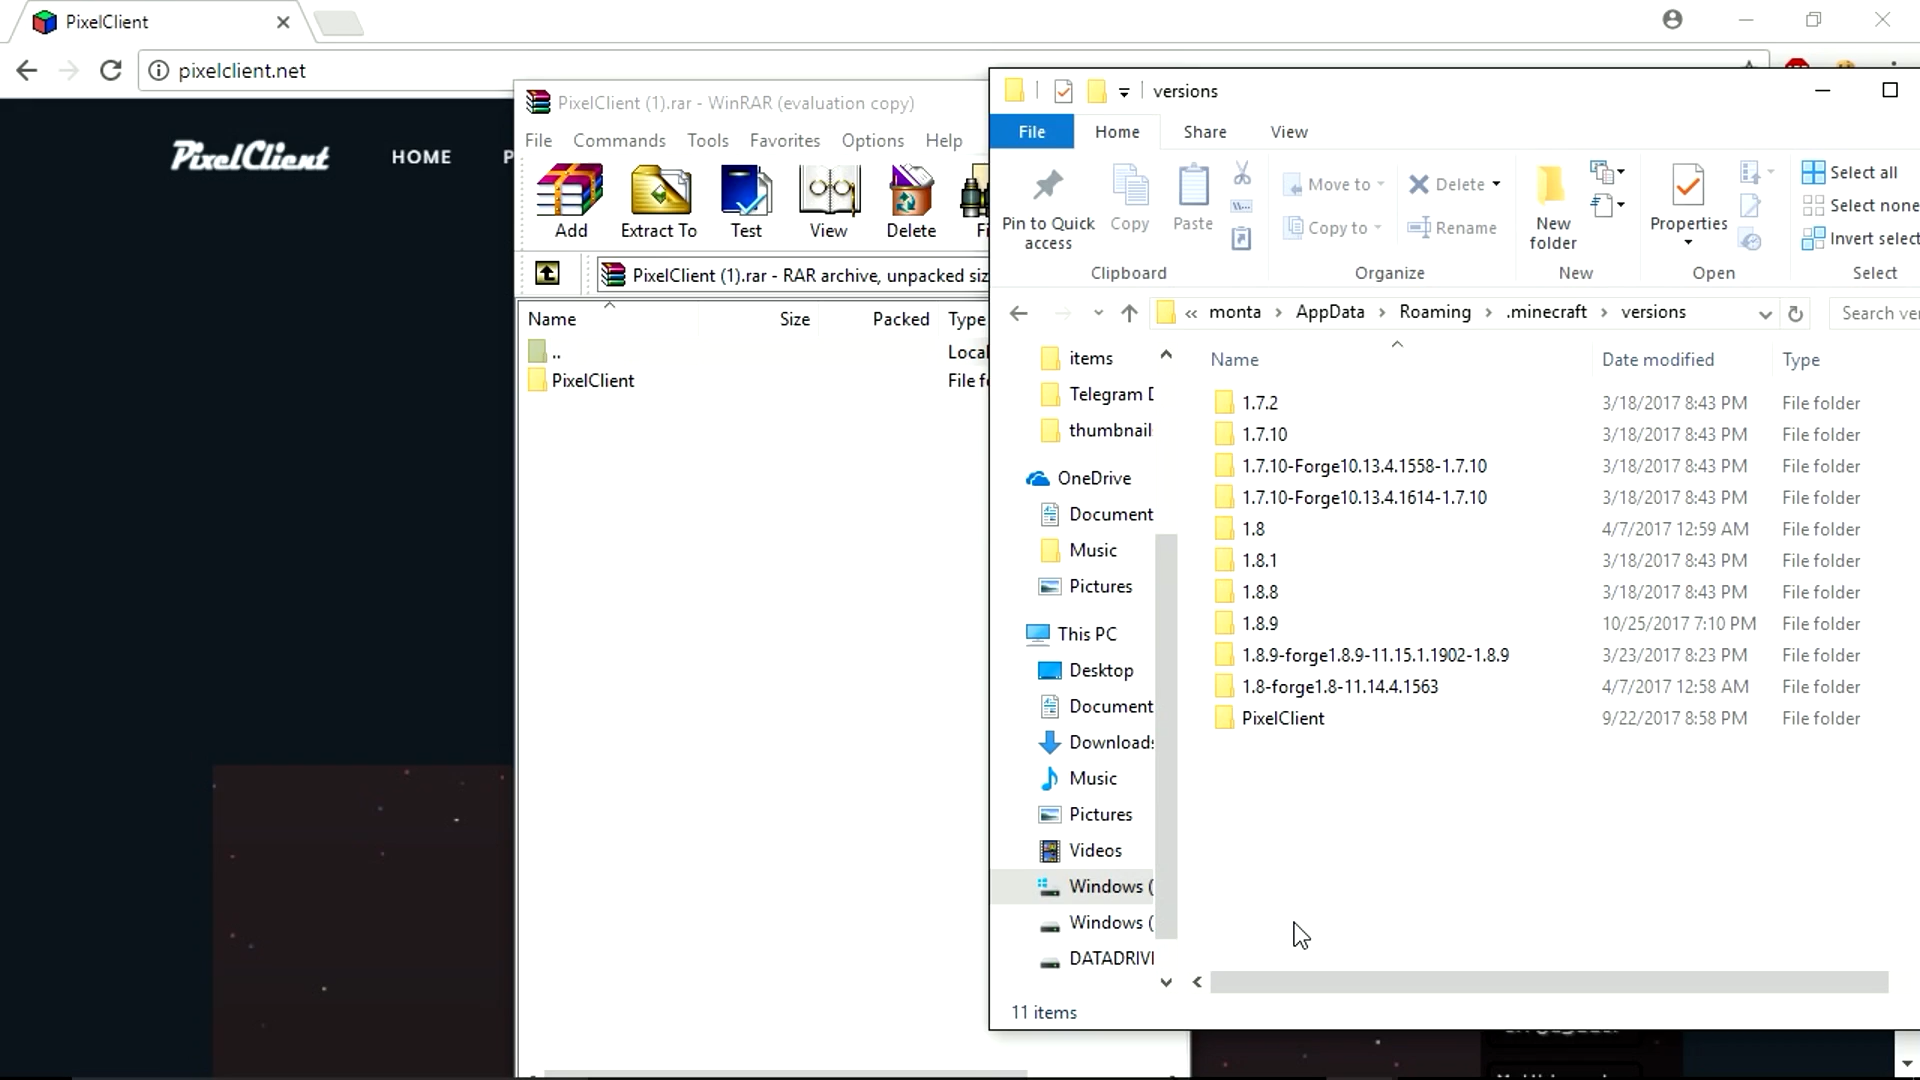 PixelClient
pixelclient.net
PixelClient
HOME
P
PixelClient (1).rar - WinRAR (evaluation copy)
File Commands Tools Favorites Options Help
Add Extract To Test View Delete Fi
PixelClient (1).rar - RAR archive, unpacked siz
Name Size Packed Type
.. Local
PixelClient File f
versions
File Home Share View
Pin to Quick access
Copy
Paste
Clipboard
Move to
Copy to
Delete
Rename
Organize
New folder
New
Properties
Open
Select all
Select none
Invert select
Select
« monta > AppData > Roaming > .minecraft > versions
Search ver
items
Telegram D
thumbnail
OneDrive
Document
Music
Pictures
This PC
Desktop
Document
Downloads
Music
Pictures
Videos
Windows (
Windows (
DATADRIVI
Name Date modified Type
1.7.2 3/18/2017 8:43 PM File folder
1.7.10 3/18/2017 8:43 PM File folder
1.7.10-Forge10.13.4.1558-1.7.10 3/18/2017 8:43 PM File folder
1.7.10-Forge10.13.4.1614-1.7.10 3/18/2017 8:43 PM File folder
1.8 4/7/2017 12:59 AM File folder
1.8.1 3/18/2017 8:43 PM File folder
1.8.8 3/18/2017 8:43 PM File folder
1.8.9 10/25/2017 7:10 PM File folder
1.8.9-forge1.8.9-11.15.1.1902-1.8.9 3/23/2017 8:23 PM File folder
1.8-forge1.8-11.14.4.1563 4/7/2017 12:58 AM File folder
PixelClient 9/22/2017 8:58 PM File folder
11 items